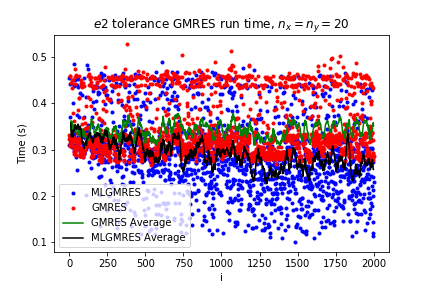 e2 tolerance GMRES run time, n_x = n_y = 20
Time (s)
0.5
0.4
0.3
0.2
0.1
MLGMRES
GMRES
GMRES Average
MLGMRES Average
0 250 500 750 1000 1250 1500 1750 2000
i